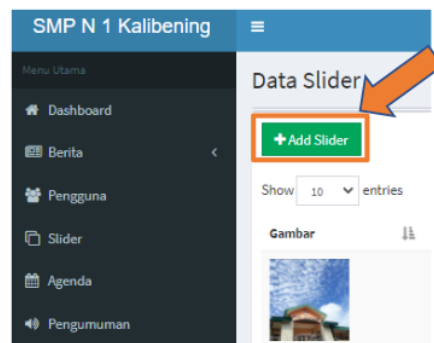 SMP N 1 Kalibening
Menu Utama
Dashboard
Berita
Pengguna
Slider
Agenda
Pengumuman
Data Slider
+ Add Slider
Show 10 entries
Gambar